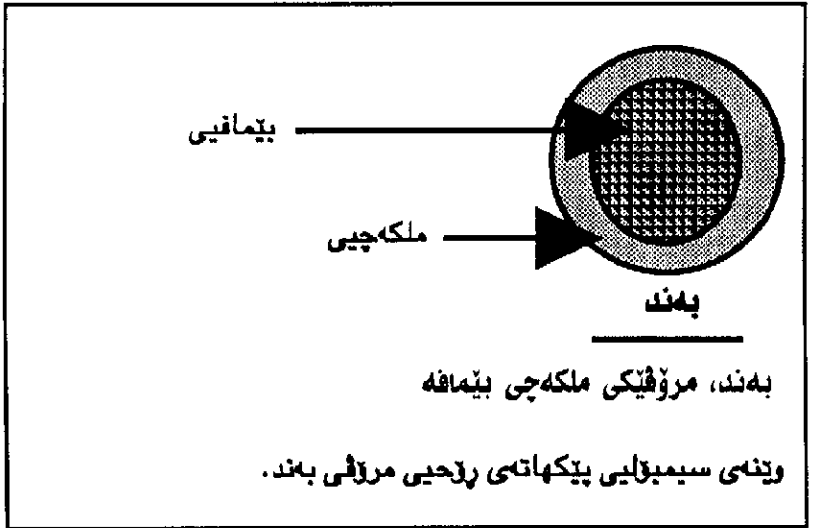 بێمافیی
ملکەچیی
بەند
بەند، مرۆڤێکی ملکەچی بێمافە
وێنەی سیمبۆلیی پێکهاتەی ڕۆحیی مرۆڤی بەند.